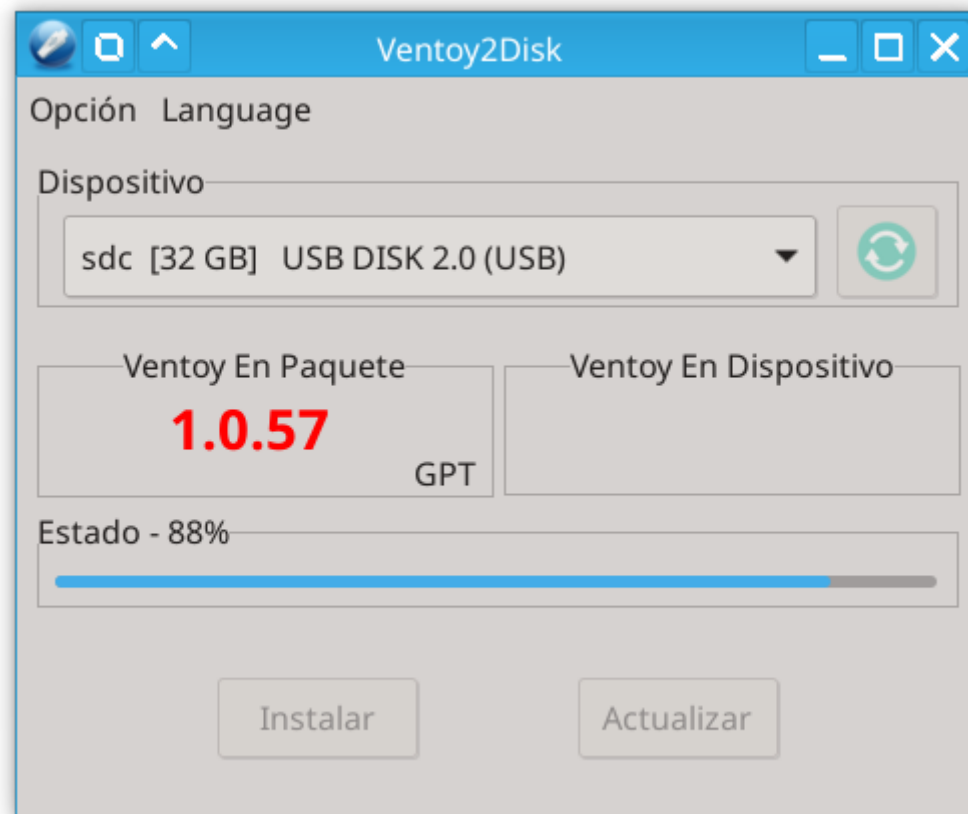 Ventoy2Disk
Opción Language
Dispositivo
sdc [32 GB] USB DISK 2.0 (USB)
Ventoy En Paquete
1.0.57
GPT
Ventoy En Dispositivo
Estado - 88%
Instalar
Actualizar